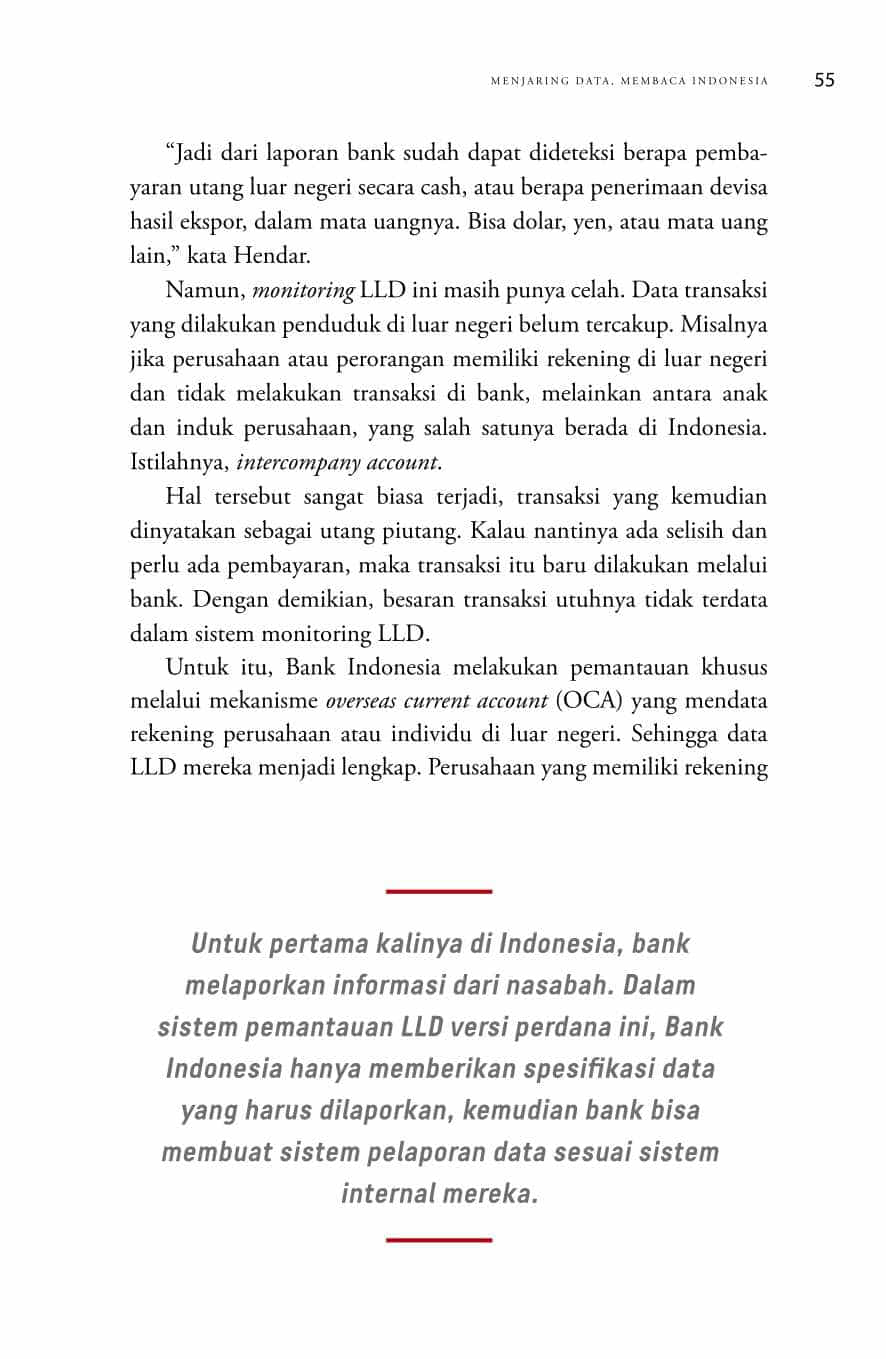 MENJARING DATA, MEMBACA INDONESIA 55
“Jadi dari laporan bank sudah dapat dideteksi berapa pemba-
yaran utang luar negeri secara cash, atau berapa penerimaan devisa
hasil ekspor, dalam mata uangnya. Bisa dolar, yen, atau mata uang
lain,” kata Hendar.
Namun, monitoring LLD ini masih punya celah. Data transaksi
yang dilakukan penduduk di luar negeri belum tercakup. Misalnya
jika perusahaan atau perorangan memiliki rekening di luar negeri
dan tidak melakukan transaksi di bank, melainkan antara anak
dan induk perusahaan, yang salah satunya berada di Indonesia.
Istilahnya, intercompany account.
Hal tersebut sangat biasa terjadi, transaksi yang kemudian
dinyatakan sebagai utang piutang. Kalau nantinya ada selisih dan
perlu ada pembayaran, maka transaksi itu baru dilakukan melalui
bank. Dengan demikian, besaran transaksi utuhnya tidak terdata
dalam sistem monitoring LLD.
Untuk itu, Bank Indonesia melakukan pemantauan khusus
melalui mekanisme overseas current account (OCA) yang mendata
rekening perusahaan atau individu di luar negeri. Sehingga data
LLD mereka menjadi lengkap. Perusahaan yang memiliki rekening
Untuk pertama kalinya di Indonesia, bank
melaporkan informasi dari nasabah. Dalam
sistem pemantauan LLD versi perdana ini, Bank
Indonesia hanya memberikan spesifikasi data
yang harus dilaporkan, kemudian bank bisa
membuat sistem pelaporan data sesuai sistem
internal mereka.